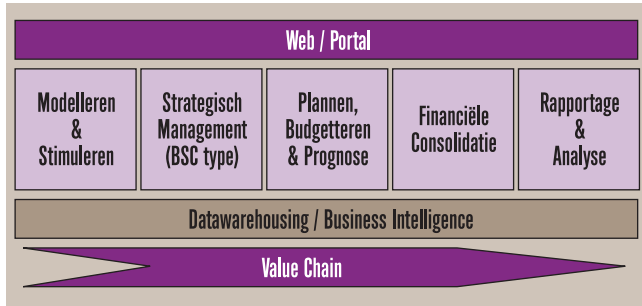 Web / Portal
Modelleren
&
Stimuleren
Strategisch
Management
(BSC type)
Plannen,
Budgetteren
& Prognose
Financiële
Consolidatie
Rapportage
&
Analyse
Datawarehousing / Business Intelligence
Value Chain